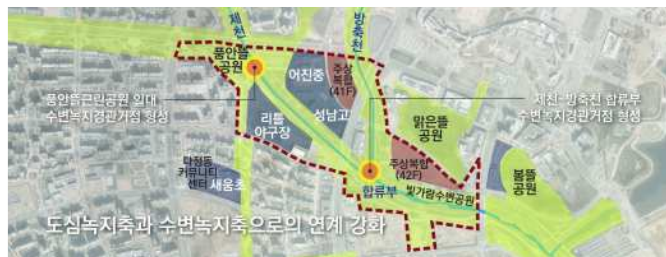 제천
방축천
풍안뜰
공원
어진중
주상
복합
(41F)
풍안뜰근린공원 일대
수변녹지경관거점 형성
제천-방축천 합류부
수변녹지경관거점 형성
리틀
야구장
성남고
맑은뜰
공원
다정동
커뮤니티
센터
새움초
주상복합
(42F)
합류부
빛가람수변공원
봄뜰
공원
도심녹지축과 수변녹지축으로의 연계 강화